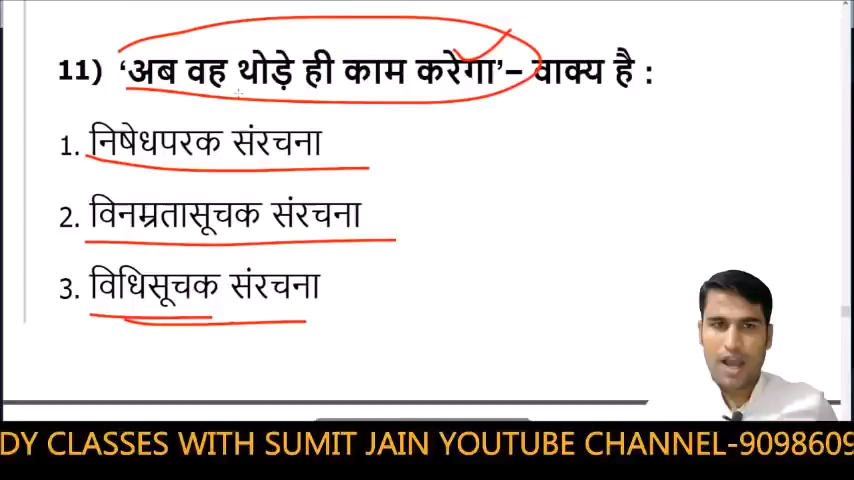 11) ‘अब वह थोड़े ही काम करेगा’– वाक्य है :
1. निषेधपरक संरचना
2. विनम्रतासूचक संरचना
3. विधिसूचक संरचना
DY CLASSES WITH SUMIT JAIN YOUTUBE CHANNEL-9098609